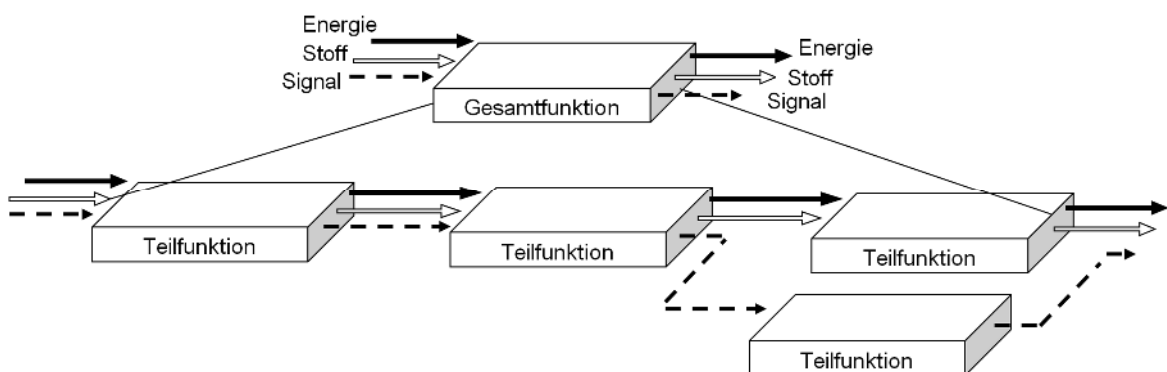 Energie
Stoff
Signal
Energie
Stoff
Signal
Gesamtfunktion
Teilfunktion
Teilfunktion
Teilfunktion
Teilfunktion